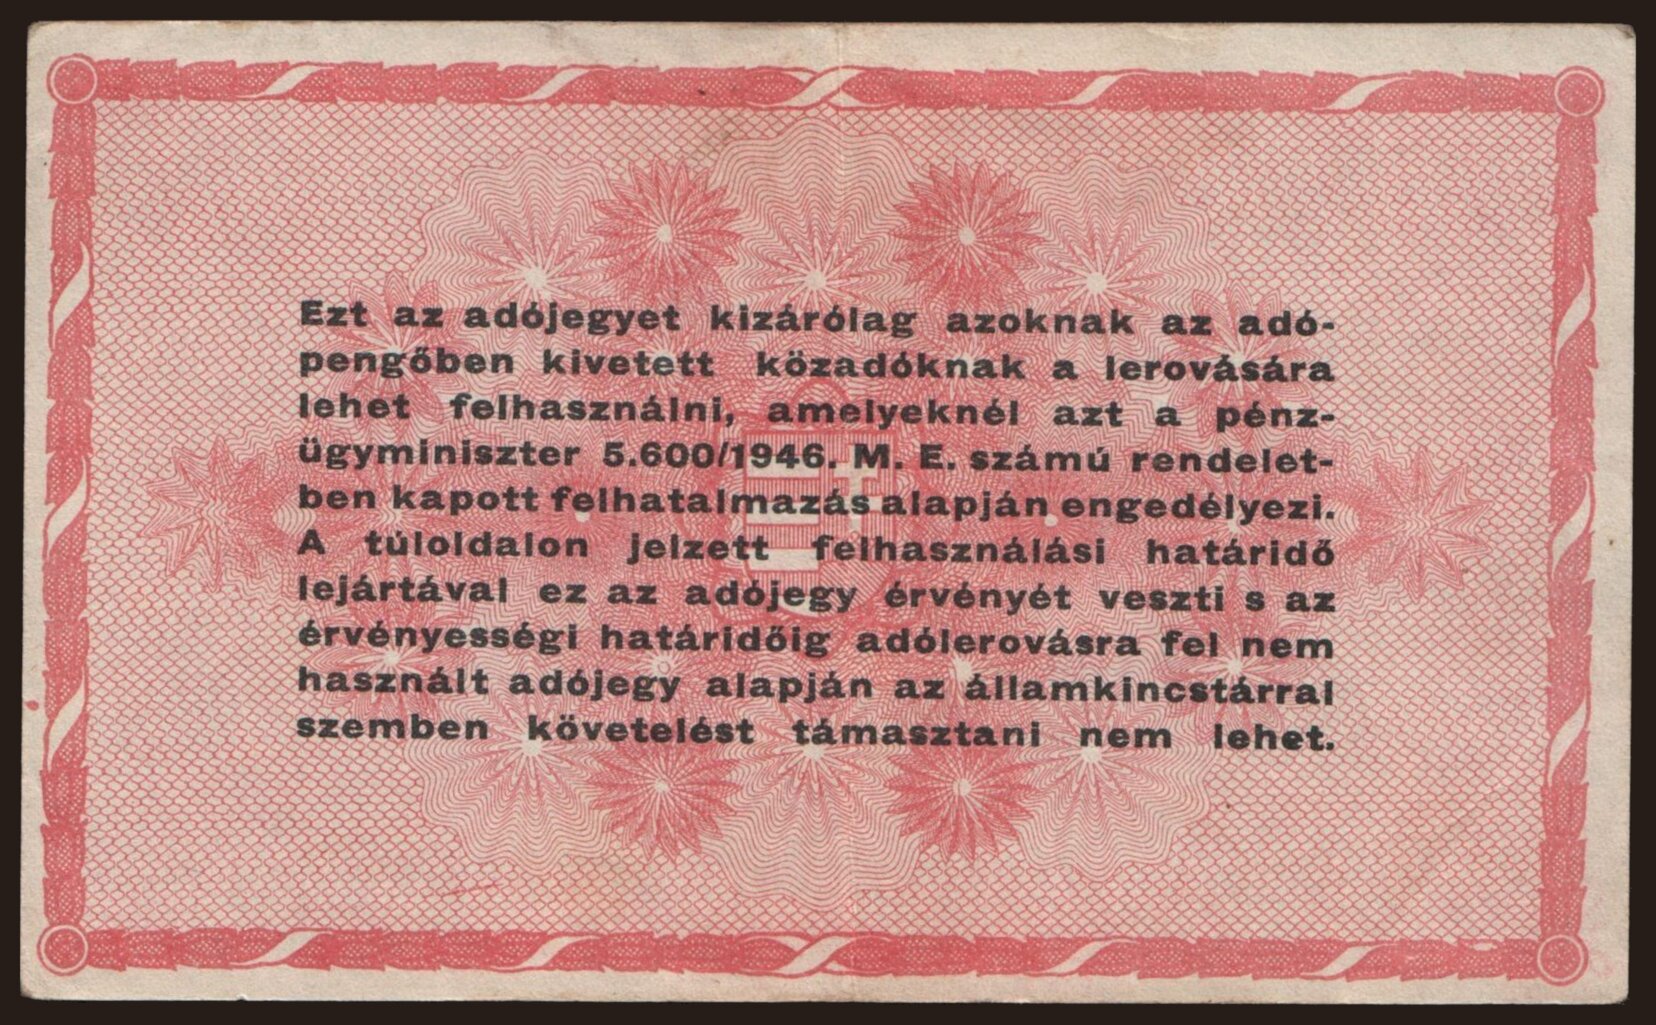 Ezt az adójegyet kizárólag azoknak az adó-
pengőben kivetett közadóknak a lerovására
lehet felhasználni, amelyeknél azt a pénz-
ügyminiszter 5.600/1946. M. E. számú rendelet-
ben kapott felhatalmazás alapján engedélyezi.
A túloldalon jelzett felhasználási határidő
lejártával ez az adójegy érvényét veszti s az
érvényességi határidőig adólerovásra fel nem
használt adójegy alapján az államkincstárral
szemben követelést támasztani nem lehet.